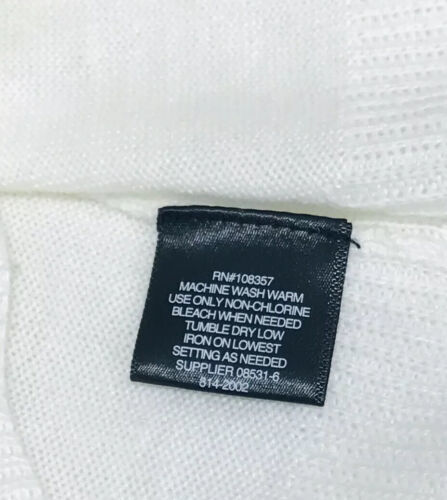 RN#108357
MACHINE WASH WARM
USE ONLY NON-CHLORINE
BLEACH WHEN NEEDED
TUMBLE DRY LOW
IRON ON LOWEST
SETTING AS NEEDED
SUPPLIER 08531-6
814-2002